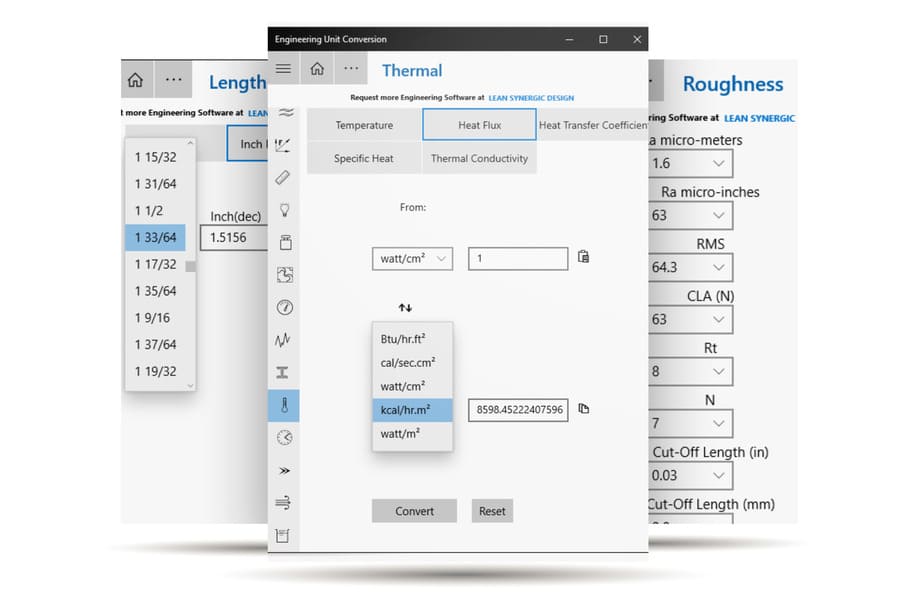 Engineering Unit Conversion
Thermal
Request more Engineering Software at LEAN SYNERGIC DESIGN
Temperature
Heat Flux
Heat Transfer Coefficien
Specific Heat
Thermal Conductivity
From:
watt/cm²
1
Btu/hr.ft²
cal/sec.cm²
watt/cm²
kcal/hr.m²
8598.45222407596
watt/m²
Convert
Reset
Length
t more Engineering Software at LEAN
Inch
1 15/32
1 31/64
1 1/2
1 33/64
1 17/32
1 35/64
1 9/16
1 37/64
1 19/32
Inch(dec)
1.5156
Roughness
ring Software at LEAN SYNERGIC
a micro-meters
1.6
Ra micro-inches
63
RMS
64.3
CLA (N)
63
Rt
8
N
7
Cut-Off Length (in)
0.03
Cut-Off Length (mm)